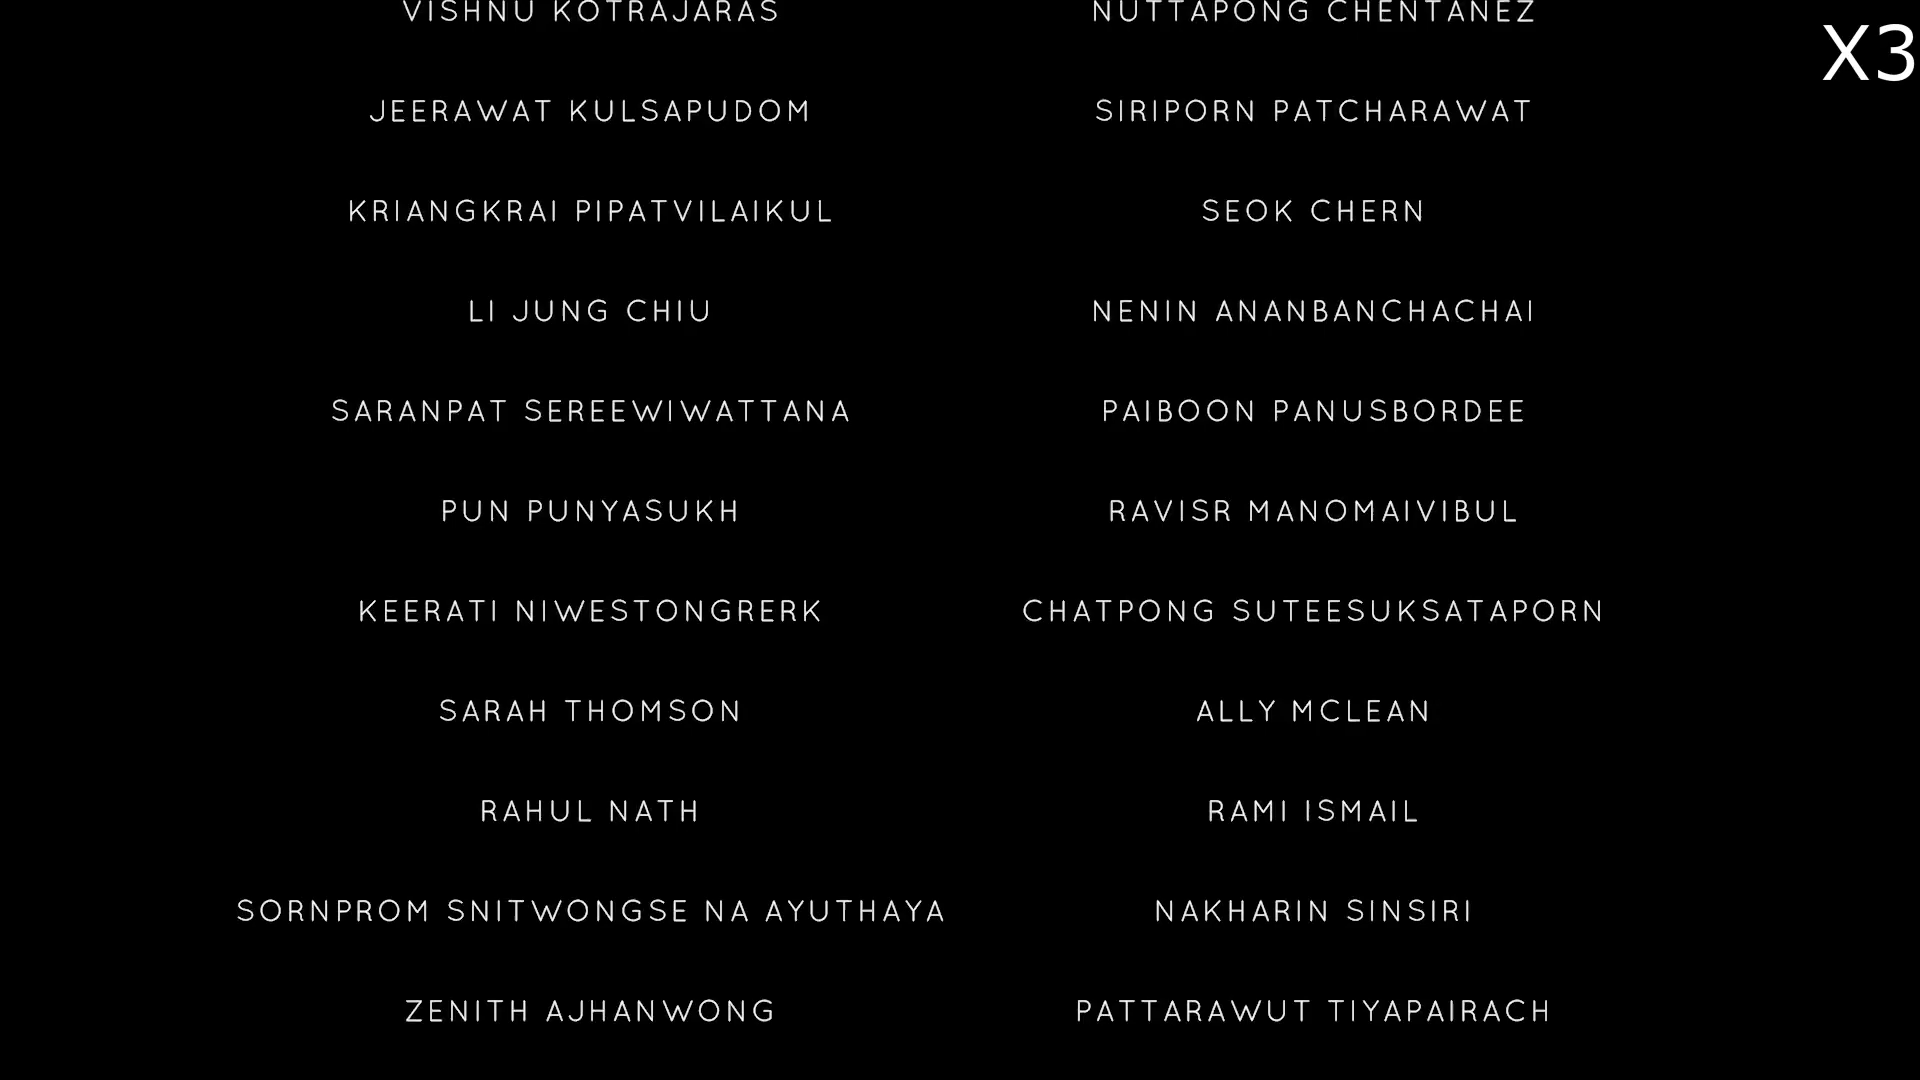 VISHNU KOTRAJARAS NUTTAPONG CHENTANEZ
X3
JEERAWAT KULSAPUDOM SIRIPORN PATCHARAWAT
KRIANGKRAI PIPATVILAIKUL SEOK CHERN
LI JUNG CHIU NENIN ANANBANCHACHAI
SARANPAT SEREEWIWATTANA PAIBOON PANUSBORDEE
PUN PUNYASUKH RAVISR MANOMAIVIBUL
KEERATI NIWESTONGRERK CHATPONG SUTEESUKSATAPORN
SARAH THOMSON ALLY MCLEAN
RAHUL NATH RAMI ISMAIL
SORNPROM SNITWONGSE NA AYUTHAYA NAKHARIN SINSIRI
ZENITH AJHANWONG PATTARAWUT TIYAPAIRACH